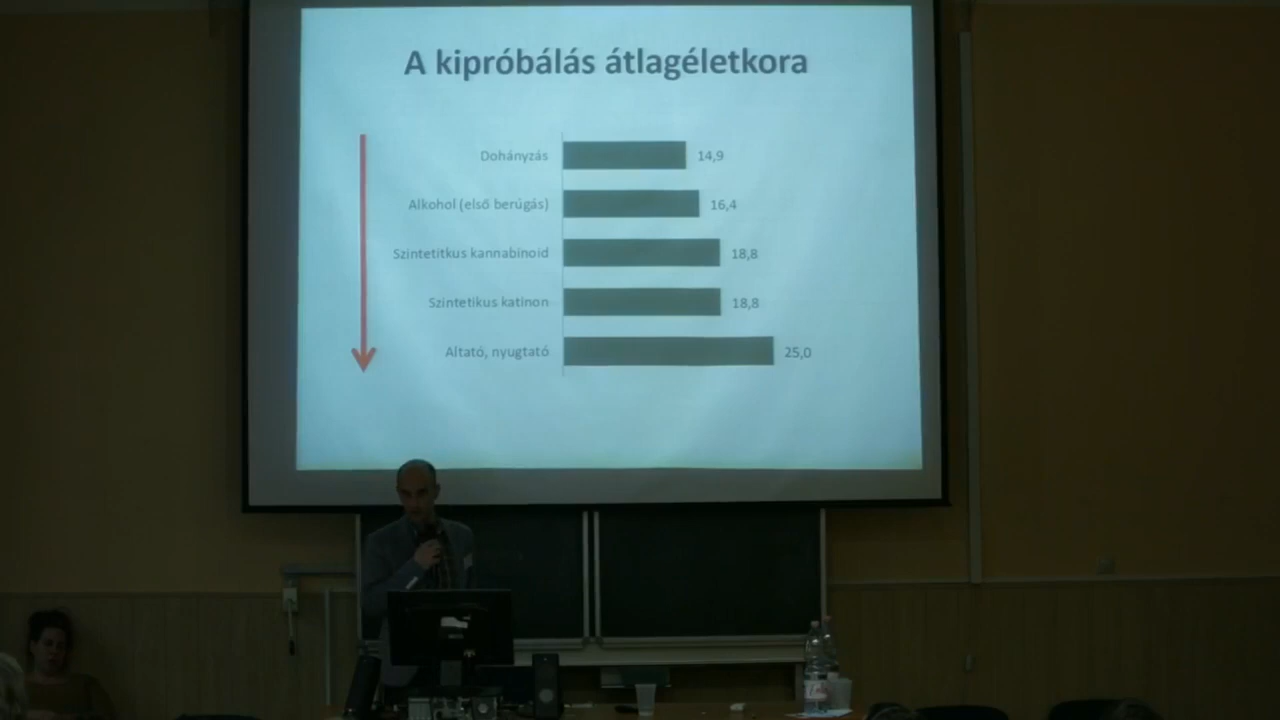 A kipróbálás átlagéletkora
Dohányzás 14,9
Alkohol (első berúgás) 16,4
Szintetitkus kannabinoid 18,8
Szintetikus katinon 18,8
Altató, nyugtató 25,0